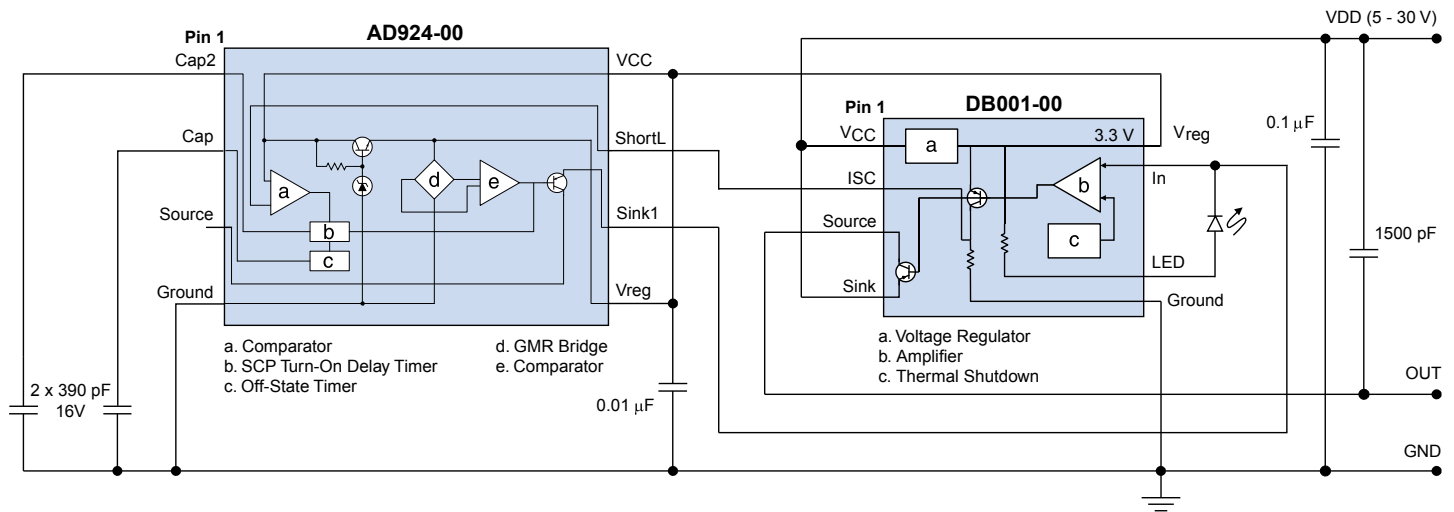 VDD (5 - 30 V)
Pin 1
AD924-00
Cap2
VCC
Cap
ShortL
Source
Sink1
Ground
Vreg
a
b
c
d
e
a. Comparator
b. SCP Turn-On Delay Timer
c. Off-State Timer
d. GMR Bridge
e. Comparator
2 x 390 pF
16V
0.01 μF
Pin 1
DB001-00
VCC
3.3 V
Vreg
ISC
In
Source
LED
Sink
Ground
a
b
c
a. Voltage Regulator
b. Amplifier
c. Thermal Shutdown
0.1 μF
1500 pF
OUT
GND